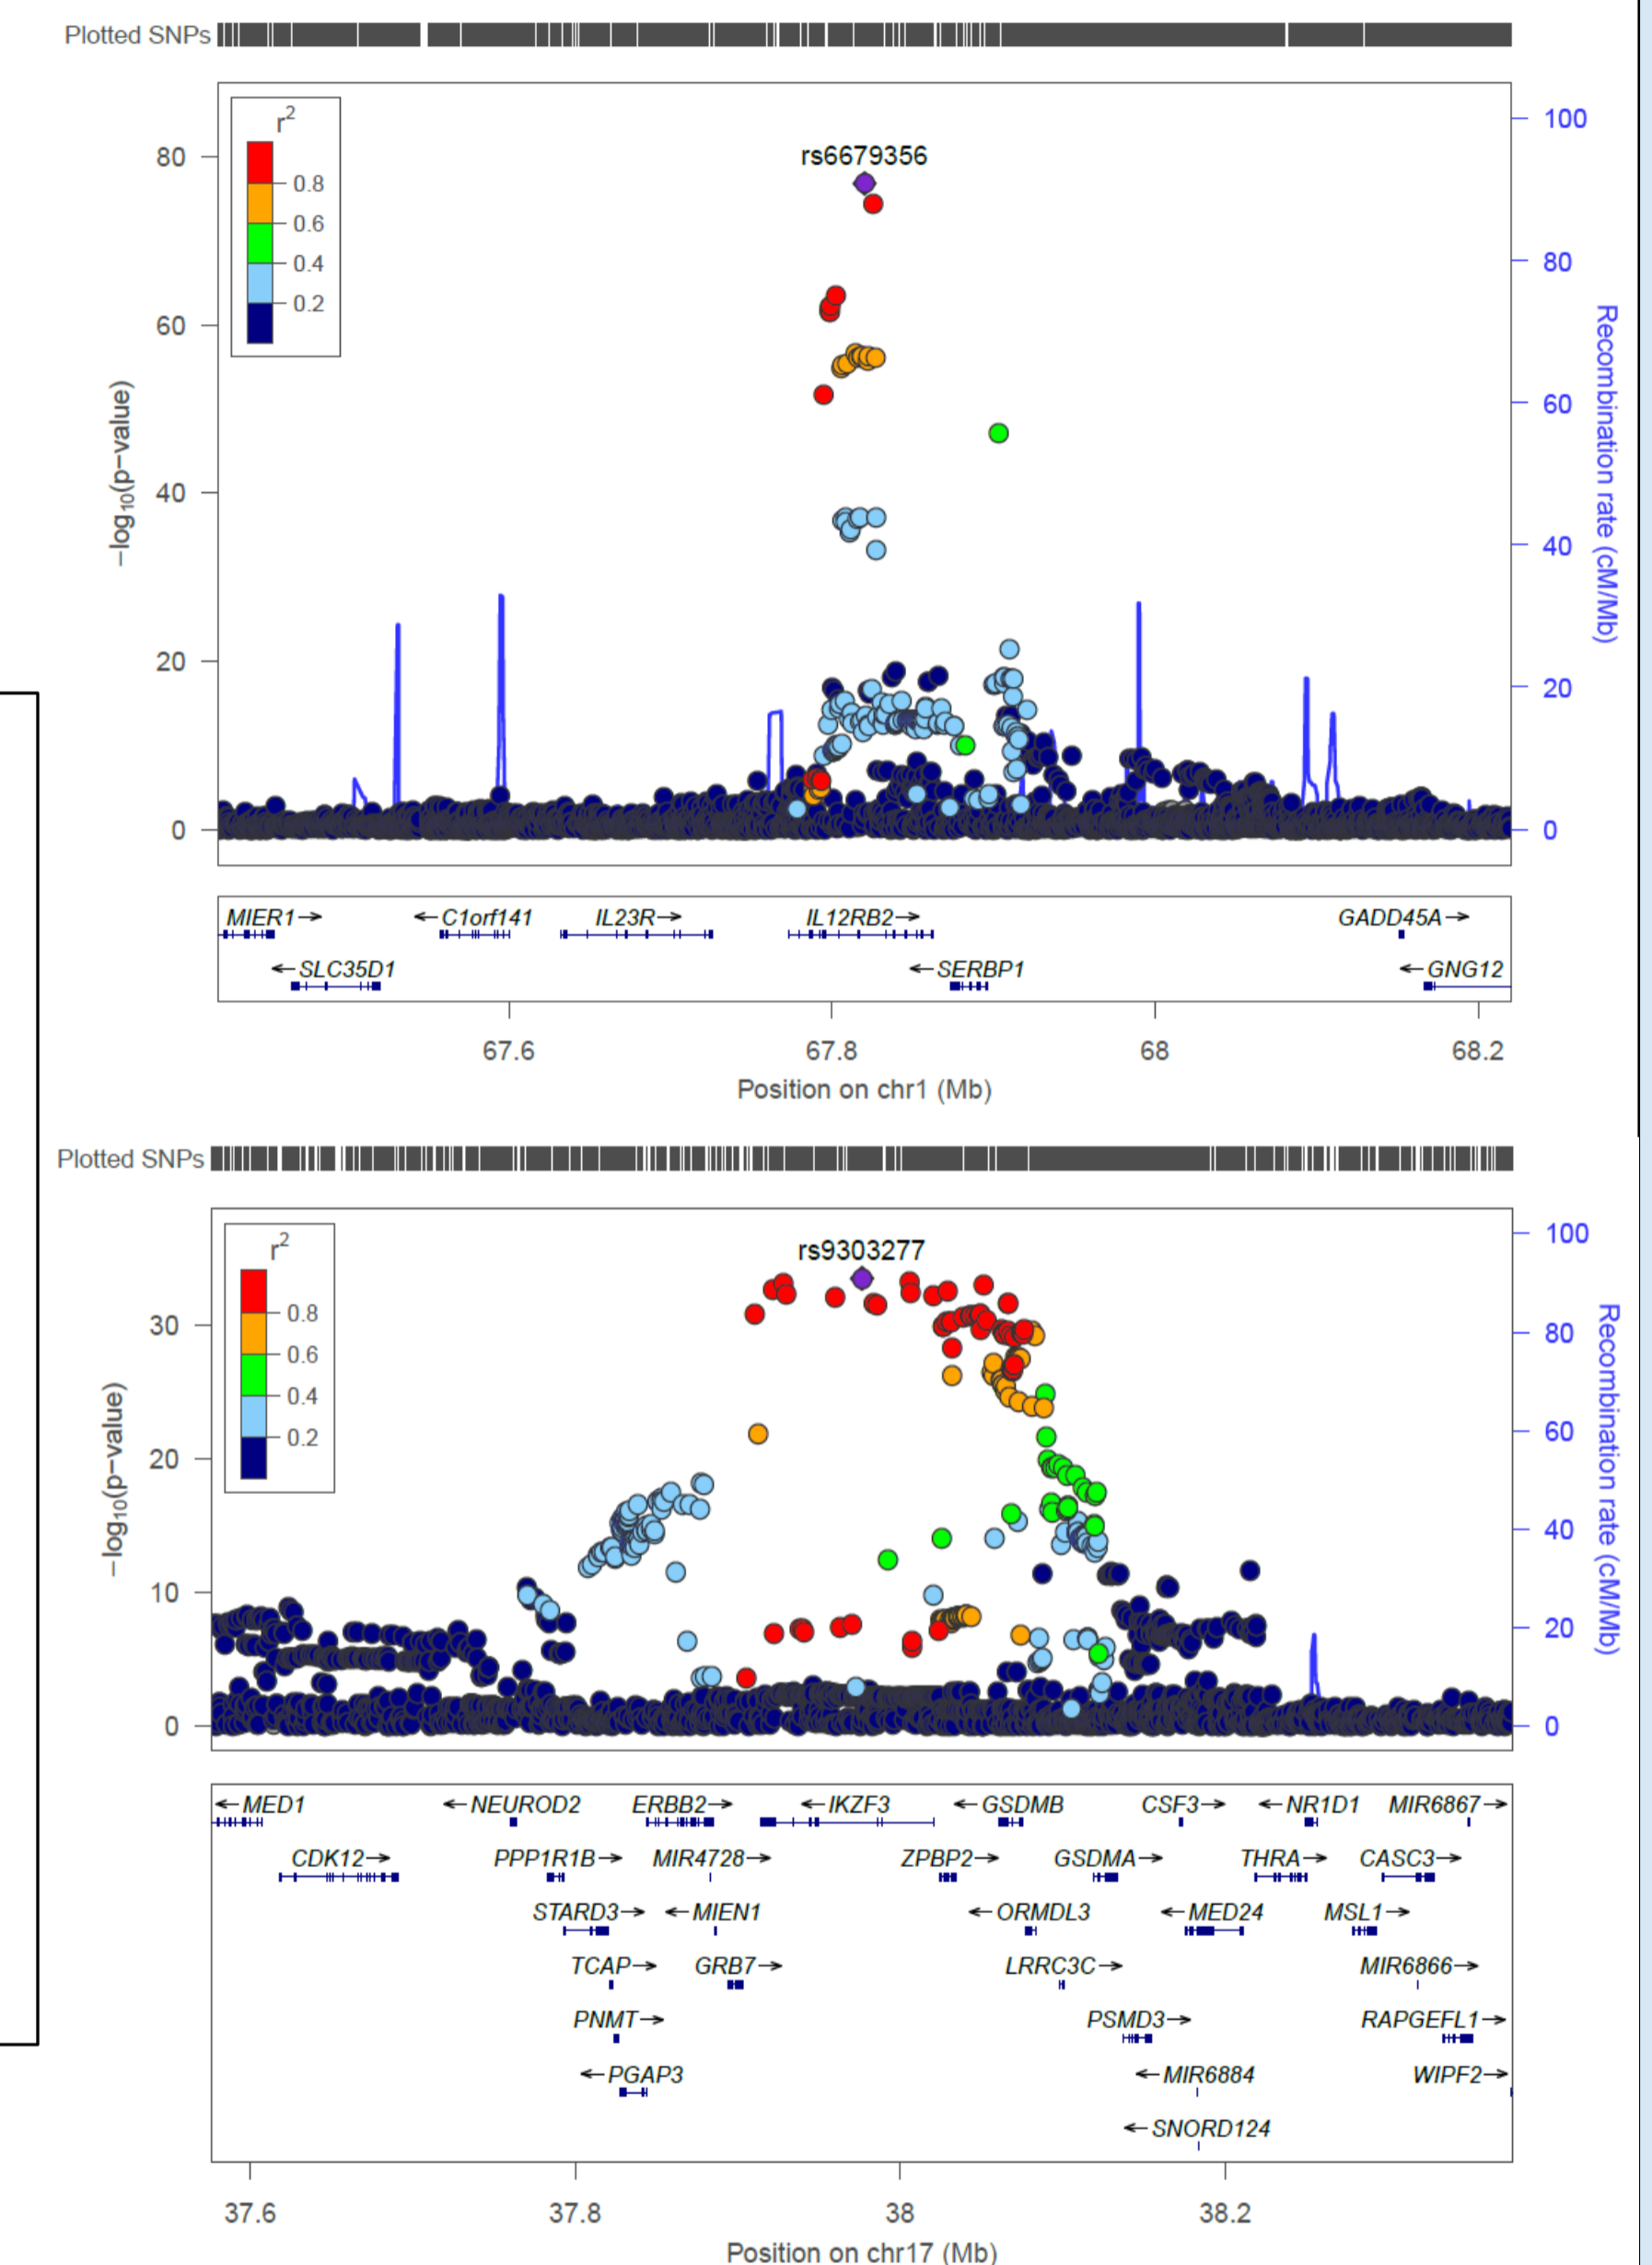 Plotted SNPs
r2
0.8
0.6
0.4
0.2
rs6679356
80
60
40
20
0
−log10(p−value)
100
80
60
40
20
0
Recombination rate (cM/Mb)
MIER1→ ←C1orf141 IL23R→ IL12RB2→ GADD45A→
←SLC35D1 ←SERBP1 ←GNG12
67.6 67.8 68 68.2
Position on chr1 (Mb)
Plotted SNPs
r2
0.8
0.6
0.4
0.2
rs9303277
30
20
10
0
−log10(p−value)
100
80
60
40
20
0
Recombination rate (cM/Mb)
←MED1 ←NEUROD2 ERBB2→ ←IKZF3 ←GSDMB CSF3→ ←NR1D1 MIR6867→
CDK12→ PPP1R1B→ MIR4728→ ZPBP2→ GSDMA→ THRA→ CASC3→
STARD3→ ←MIEN1 ←ORMDL3 ←MED24 MSL1→
TCAP→ GRB7→ LRRC3C→ MIR6866→
PNMT→ PSMD3→ RAPGEFL1→
←PGAP3 ←MIR6884 WIPF2→
←SNORD124
37.6 37.8 38 38.2
Position on chr17 (Mb)